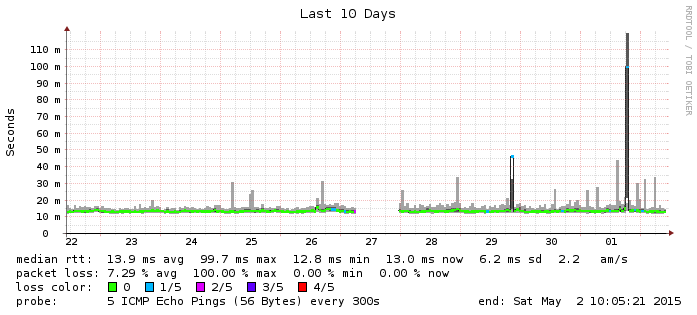 Last 10 Days
RRDTOOL / TOBI OETIKER
Seconds
110 m
100 m
90 m
80 m
70 m
60 m
50 m
40 m
30 m
20 m
10 m
0
22 23 24 25 26 27 28 29 30 01
median rtt: 13.9 ms avg 99.7 ms max 12.8 ms min 13.0 ms now 6.2 ms sd 2.2 am/s
packet loss: 7.29 % avg 100.00 % max 0.00 % min 0.00 % now
loss color: 0 1/5 2/5 3/5 4/5
probe: 5 ICMP Echo Pings (56 Bytes) every 300s end: Sat May 2 10:05:21 2015